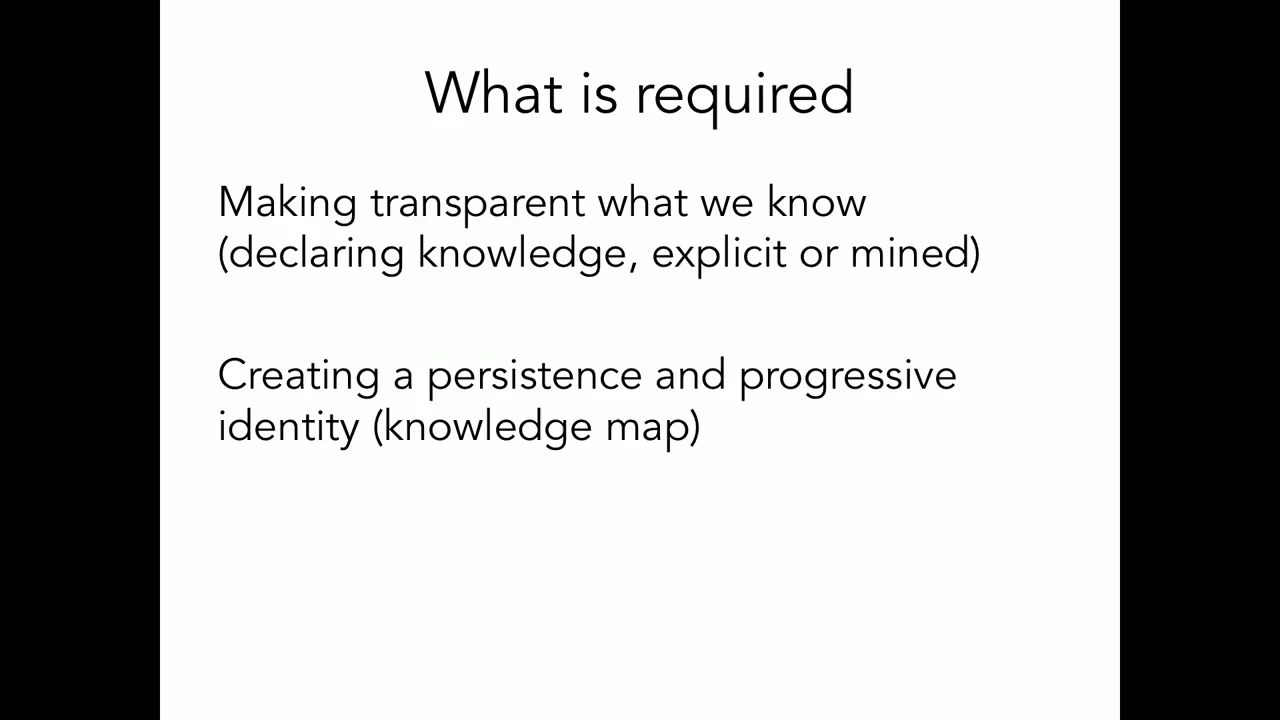 What is required
Making transparent what we know
(declaring knowledge, explicit or mined)
Creating a persistence and progressive
identity (knowledge map)